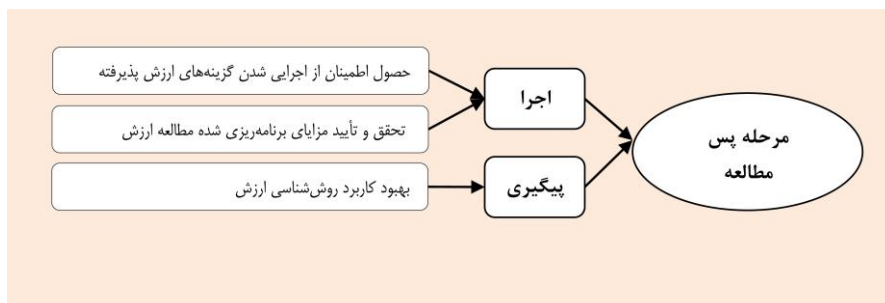 حصول اطمینان از اجرایی شدن گزینه‌های ارزش پذیرفته
تحقق و تأیید مزایای برنامه‌ریزی شده مطالعه ارزش
بهبود کاربرد روش‌شناسی ارزش
اجرا
پیگیری
مرحله پس
مطالعه